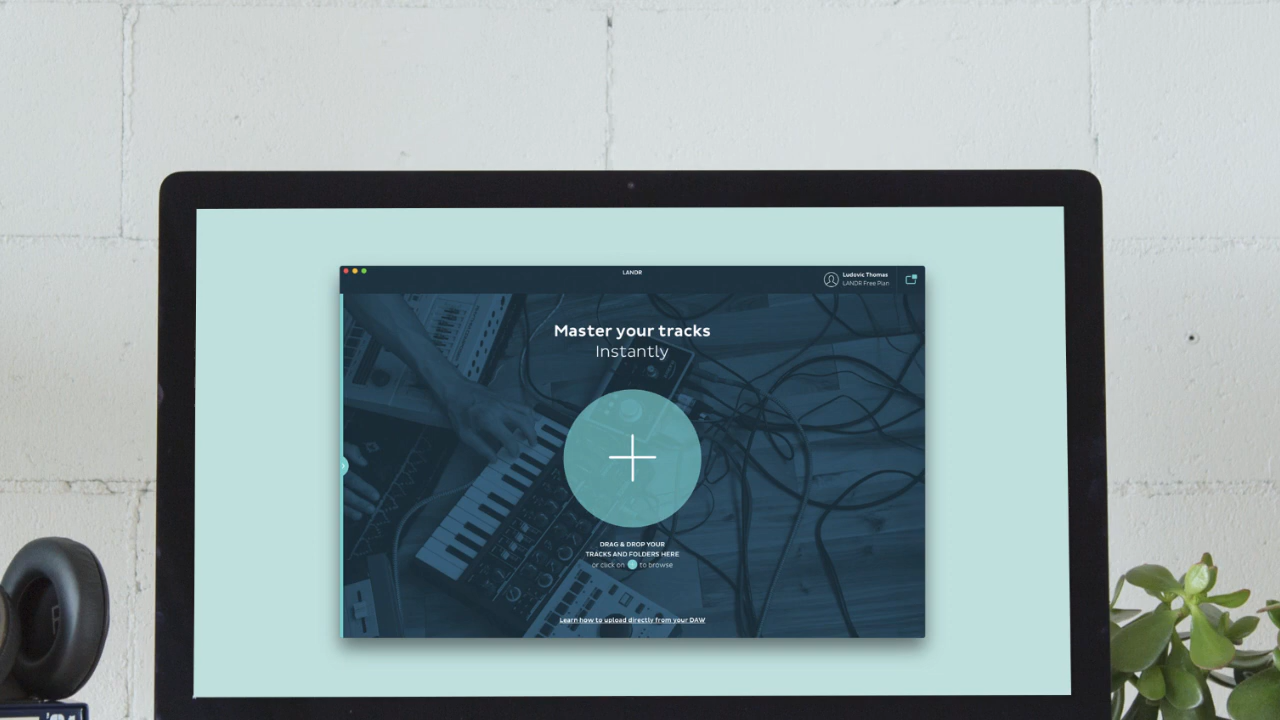 LANDR
Ludovic Thomas
LANDR Free Plan
Master your tracks
Instantly
DRAG & DROP YOUR
TRACKS AND FOLDERS HERE
or click on + to browse
Learn how to upload directly from your DAW